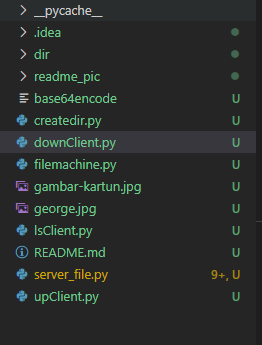 __pycache__
.idea
dir
readme_pic
base64encode U
createdir.py U
downClient.py U
filemachine.py U
gambar-kartun.jpg U
george.jpg U
lsClient.py U
README.md U
server_file.py 9+, U
upClient.py U